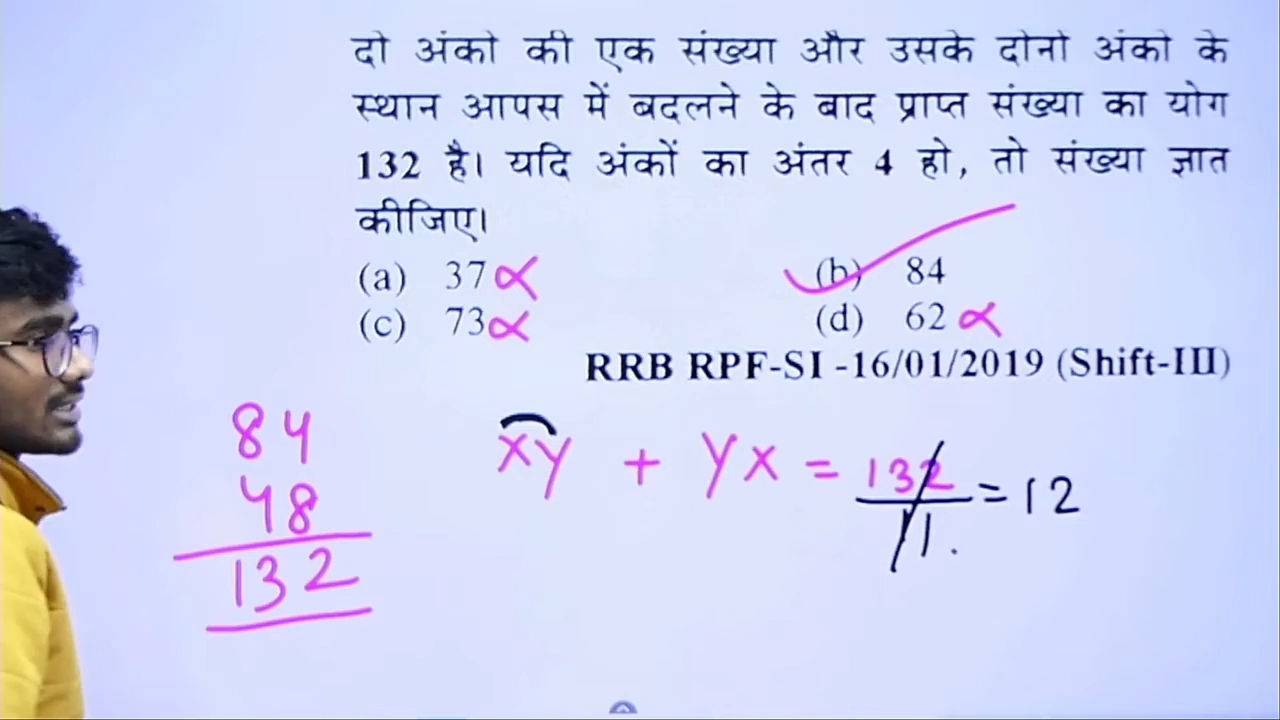 दो अंको की एक संख्या और उसके दोनो अंको के
स्थान आपस में बदलने के बाद प्राप्त संख्या का योग
132 है। यदि अंकों का अंतर 4 हो, तो संख्या ज्ञात
कीजिए।
(a) 37 (b) 84
(c) 73 (d) 62
RRB RPF-SI -16/01/2019 (Shift-III)
84
48
132
xy + yx = 132/11. = 12